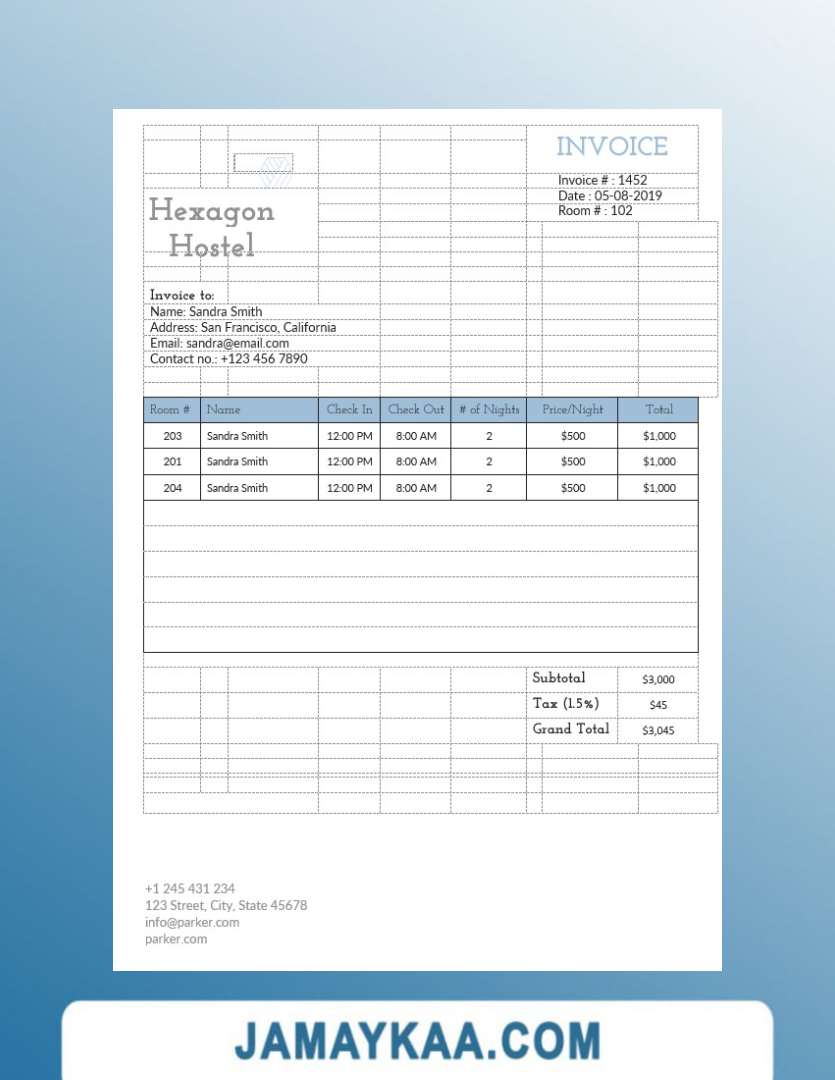 INVOICE
Invoice # : 1452
Date : 05-08-2019
Room # : 102
Hexagon
Hostel
Invoice to:
Name: Sandra Smith
Address: San Francisco, California
Email: sandra@email.com
Contact no.: +123 456 7890
Room # Name Check In Check Out # of Nights Price/Night Total
203 Sandra Smith 12:00 PM 8:00 AM 2 $500 $1,000
201 Sandra Smith 12:00 PM 8:00 AM 2 $500 $1,000
204 Sandra Smith 12:00 PM 8:00 AM 2 $500 $1,000
Subtotal $3,000
Tax (1.5%) $45
Grand Total $3,045
+1 245 431 234
123 Street, City, State 45678
info@parker.com
parker.com
JAMAYKAA.COM